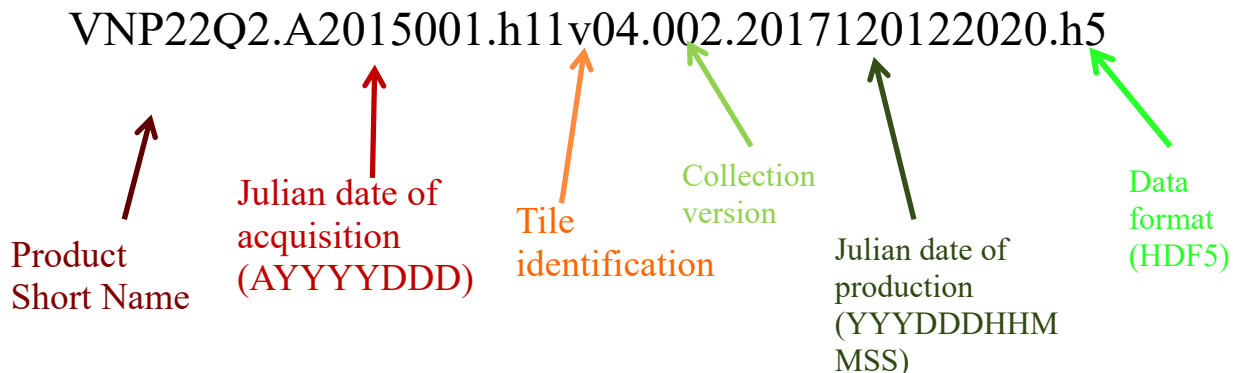 VNP22Q2.A2015001.h11v04.002.2017120122020.h5
Product
Short Name
Julian date of
acquisition
(AYYYYDDD)
Tile
identification
Collection
version
Julian date of
production
(YYYDDDHHM
MSS)
Data
format
(HDF5)